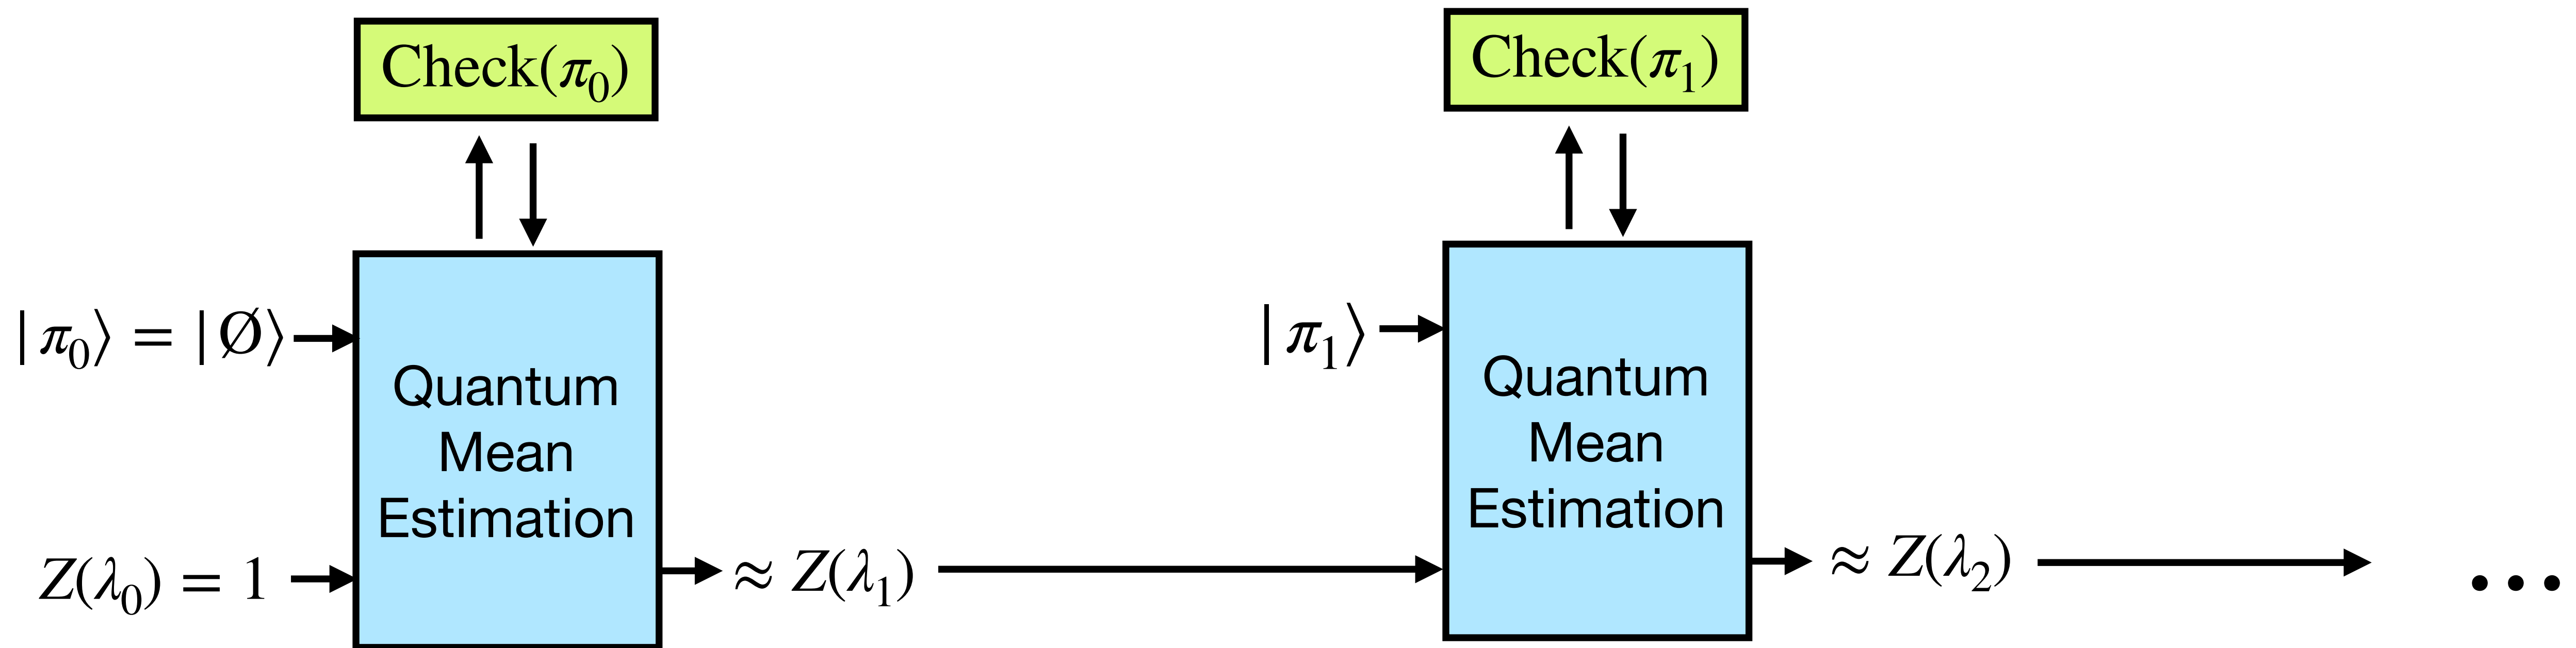 Check(π₀)
Check(π₁)
|π₀⟩ = |Ø⟩
Quantum
Mean
Estimation
Z(λ₀) = 1
≈ Z(λ₁)
|π₁⟩
Quantum
Mean
Estimation
≈ Z(λ₂)
...